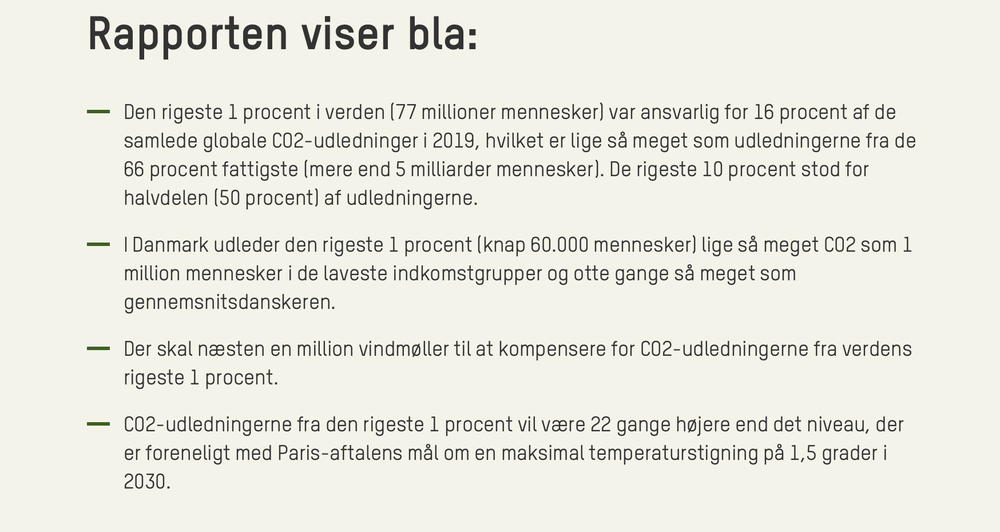 Rapporten viser bla:
Den rigeste 1 procent i verden (77 millioner mennesker) var ansvarlig for 16 procent af de
samlede globale CO2-udledninger i 2019, hvilket er lige så meget som udledningerne fra de
66 procent fattigste (mere end 5 milliarder mennesker). De rigeste 10 procent stod for
halvdelen (50 procent) af udledningerne.
I Danmark udleder den rigeste 1 procent (knap 60.000 mennesker) lige så meget CO2 som 1
million mennesker i de laveste indkomstgrupper og otte gange så meget som
gennemsnitsdanskeren.
Der skal næsten en million vindmøller til at kompensere for CO2-udledningerne fra verdens
rigeste 1 procent.
CO2-udledningerne fra den rigeste 1 procent vil være 22 gange højere end det niveau, der
er foreneligt med Paris-aftalens mål om en maksimal temperaturstigning på 1,5 grader i
2030.